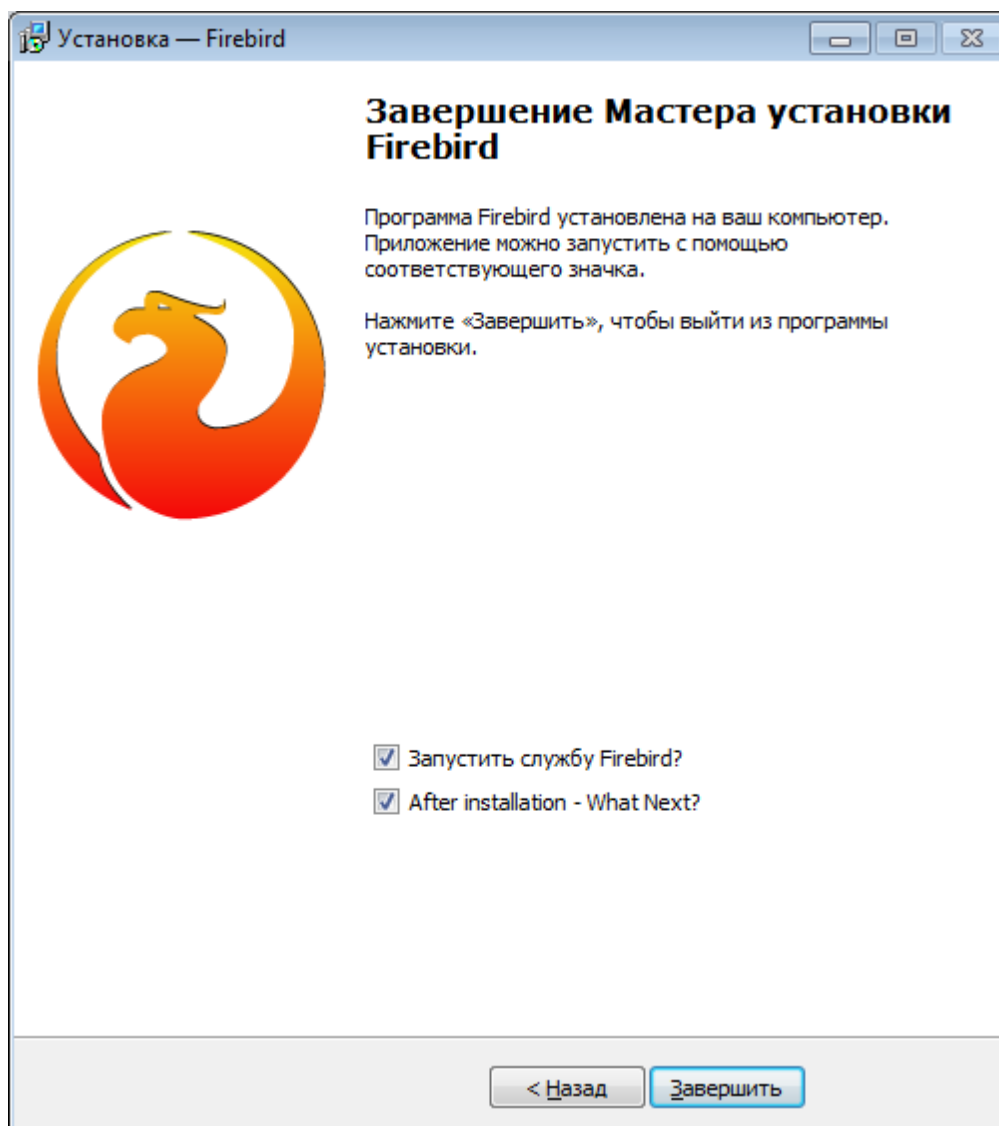 Установка — Firebird
Завершение Мастера установки
Firebird
Программа Firebird установлена на ваш компьютер.
Приложение можно запустить с помощью
соответствующего значка.
Нажмите «Завершить», чтобы выйти из программы
установки.
Запустить службу Firebird?
After installation - What Next?
< Назад
Завершить